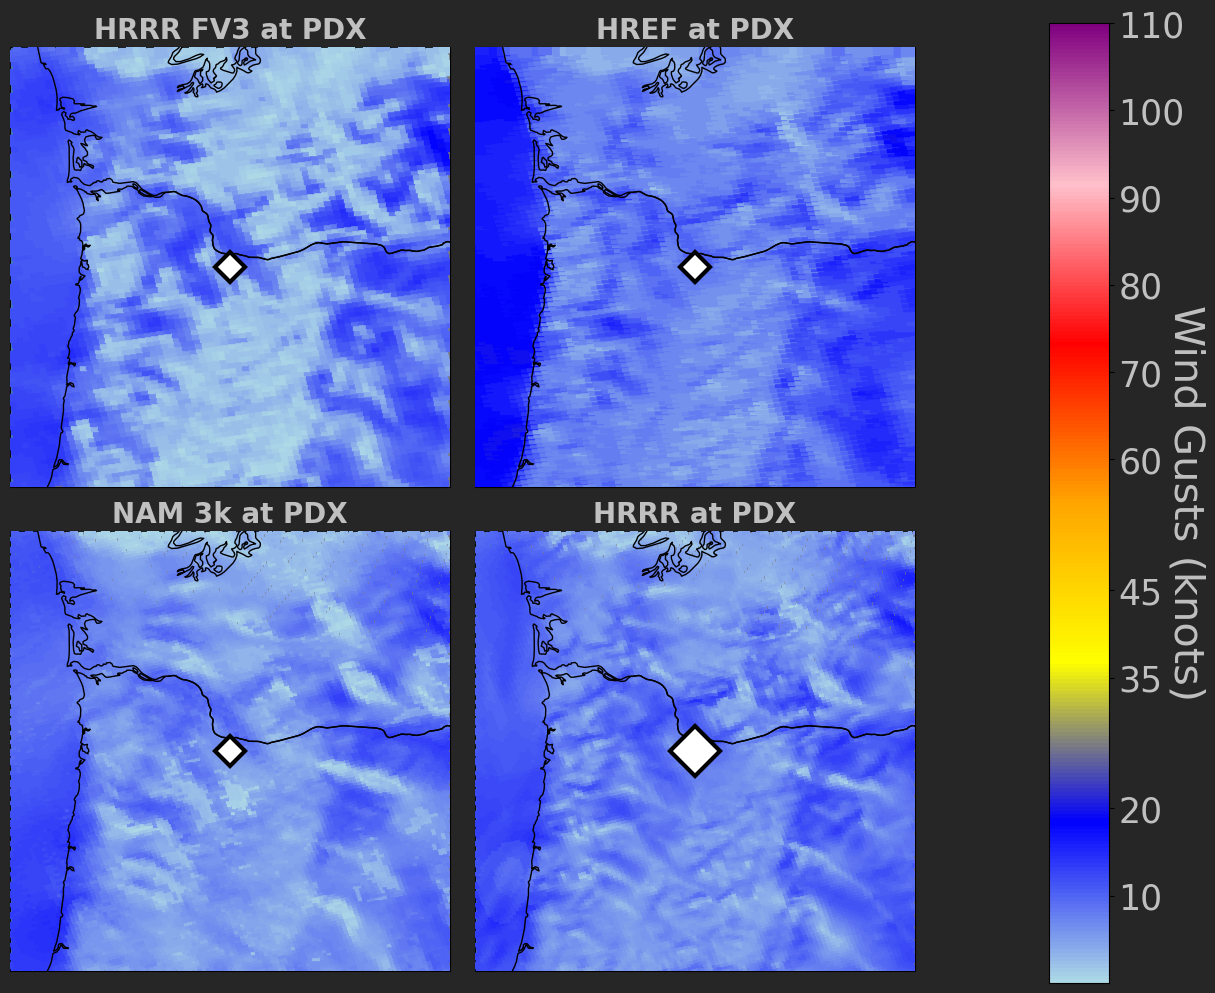 HRRR FV3 at PDX
HREF at PDX
NAM 3k at PDX
HRRR at PDX
110
100
90
80
70
60
45
35
20
10
Wind Gusts (knots)